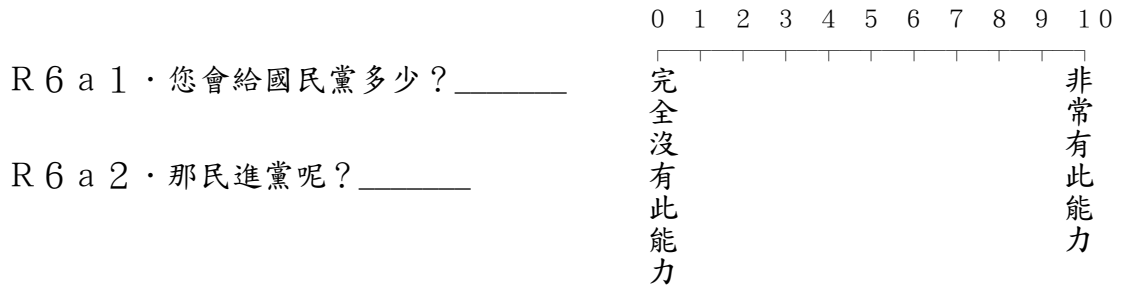 0 1 2 3 4 5 6 7 8 9 10
R6a1．您會給國民黨多少？_______
R6a2．那民進黨呢？_______
完全沒有此能力
非常有此能力